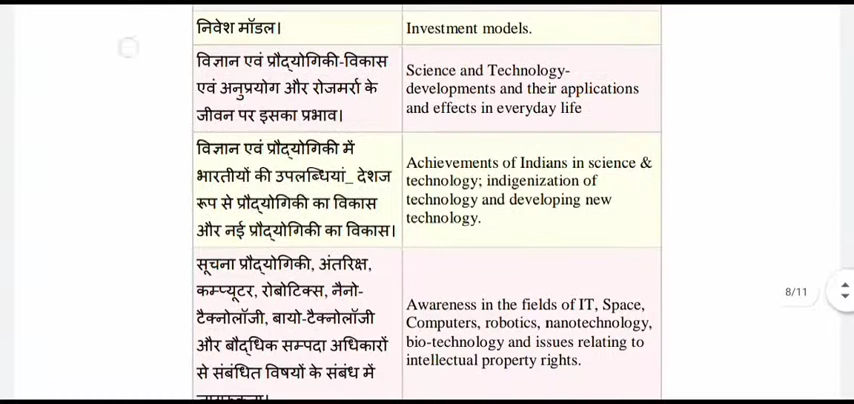 निवेश मॉडल।
Investment models.
विज्ञान एवं प्रौद्योगिकी-विकास
एवं अनुप्रयोग और रोजमर्रा के
जीवन पर इसका प्रभाव।
Science and Technology-
developments and their applications
and effects in everyday life
विज्ञान एवं प्रौद्योगिकी में
भारतीयों की उपलब्धियां_ देशज
रूप से प्रौद्योगिकी का विकास
और नई प्रौद्योगिकी का विकास।
Achievements of Indians in science &
technology; indigenization of
technology and developing new
technology.
सूचना प्रौद्योगिकी, अंतरिक्ष,
कम्प्यूटर, रोबोटिक्स, नैनो-
टैक्नोलॉजी, बायो-टैक्नोलॉजी
और बौद्धिक सम्पदा अधिकारों
से संबंधित विषयों के संबंध में
Awareness in the fields of IT, Space,
Computers, robotics, nanotechnology,
bio-technology and issues relating to
intellectual property rights.
8/11